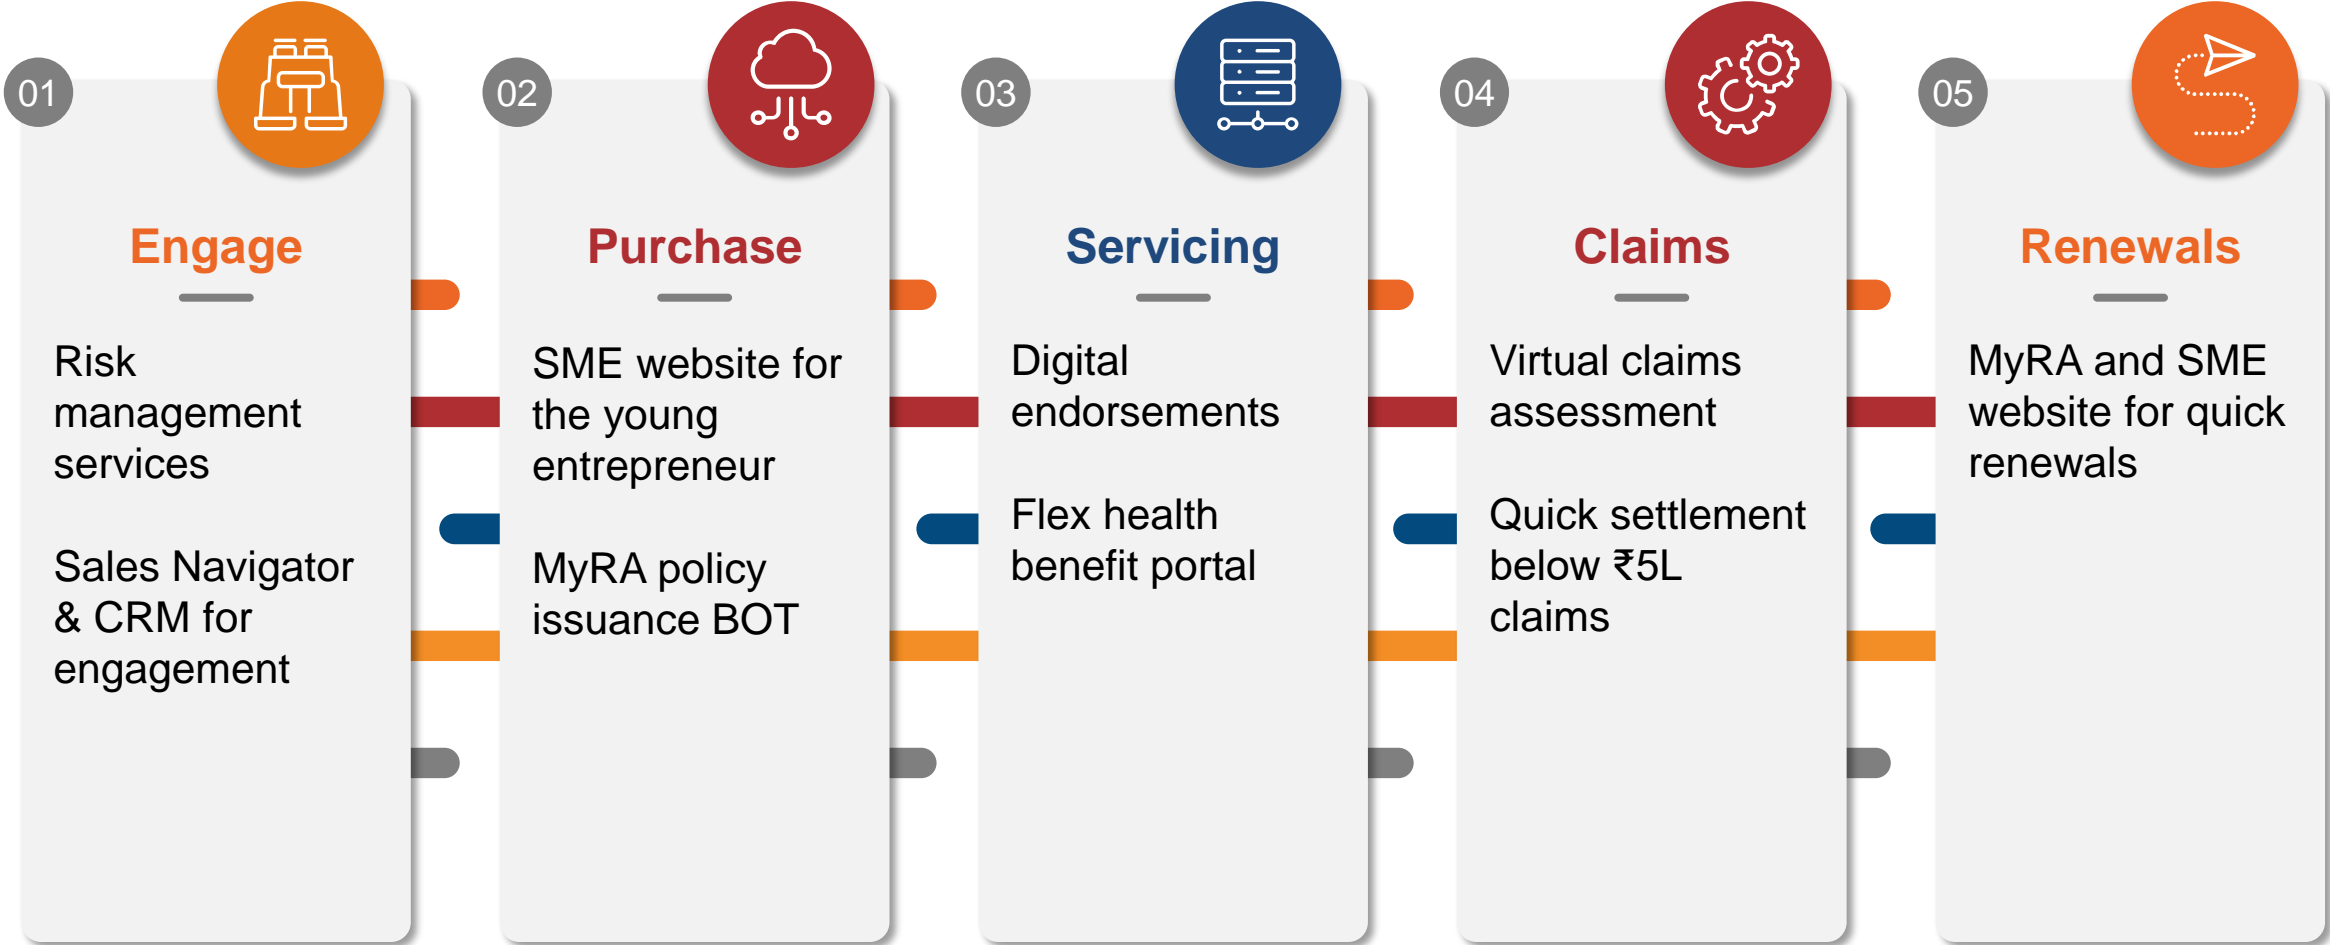 01
Engage
Risk
management
services
Sales Navigator
& CRM for
engagement
02
Purchase
SME website for
the young
entrepreneur
MyRA policy
issuance BOT
03
Servicing
Digital
endorsements
Flex health
benefit portal
04
Claims
Virtual claims
assessment
Quick settlement
below ₹5L
claims
05
Renewals
MyRA and SME
website for quick
renewals